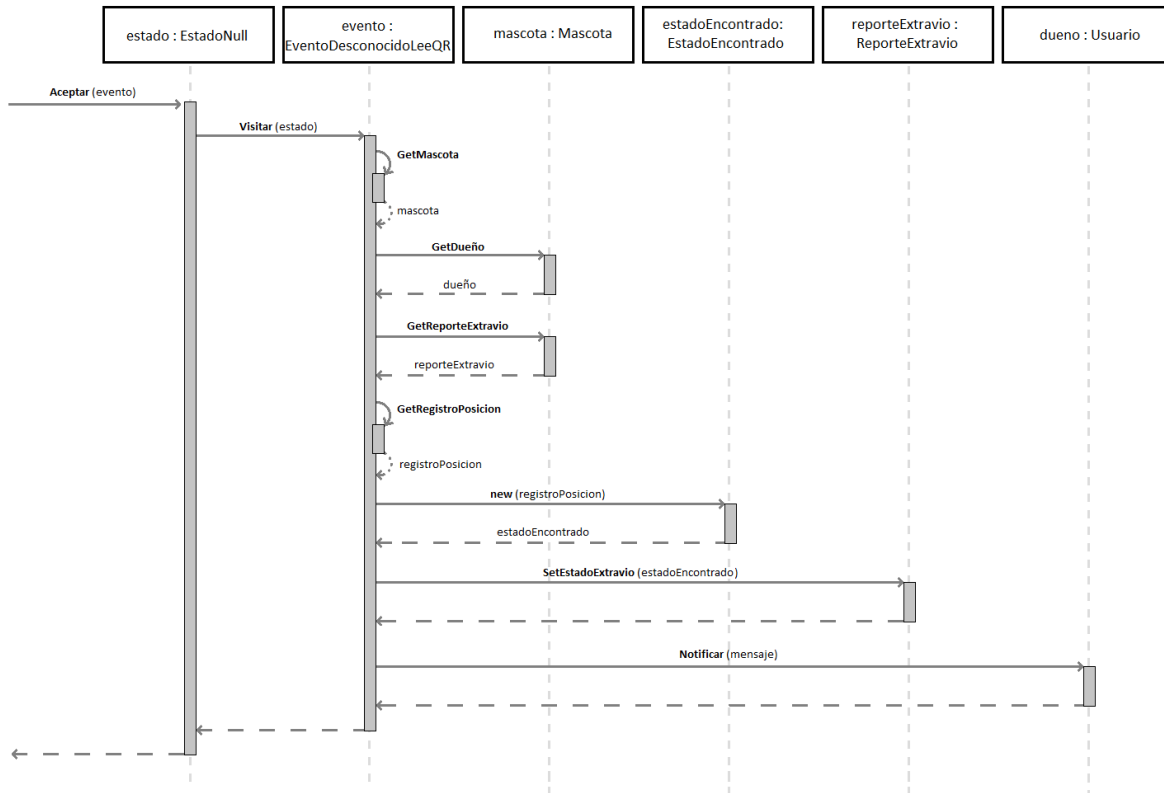 estado : EstadoNull
evento :
EventoDesconocidoLeeQR
mascota : Mascota
estadoEncontrado:
EstadoEncontrado
reporteExtravio :
ReporteExtravio
dueno : Usuario
Aceptar (evento)
Visitar (estado)
GetMascota
mascota
GetDueño
dueño
GetReporteExtravio
reporteExtravio
GetRegistroPosicion
registroPosicion
new (registroPosicion)
estadoEncontrado
SetEstadoExtravio (estadoEncontrado)
Notificar (mensaje)